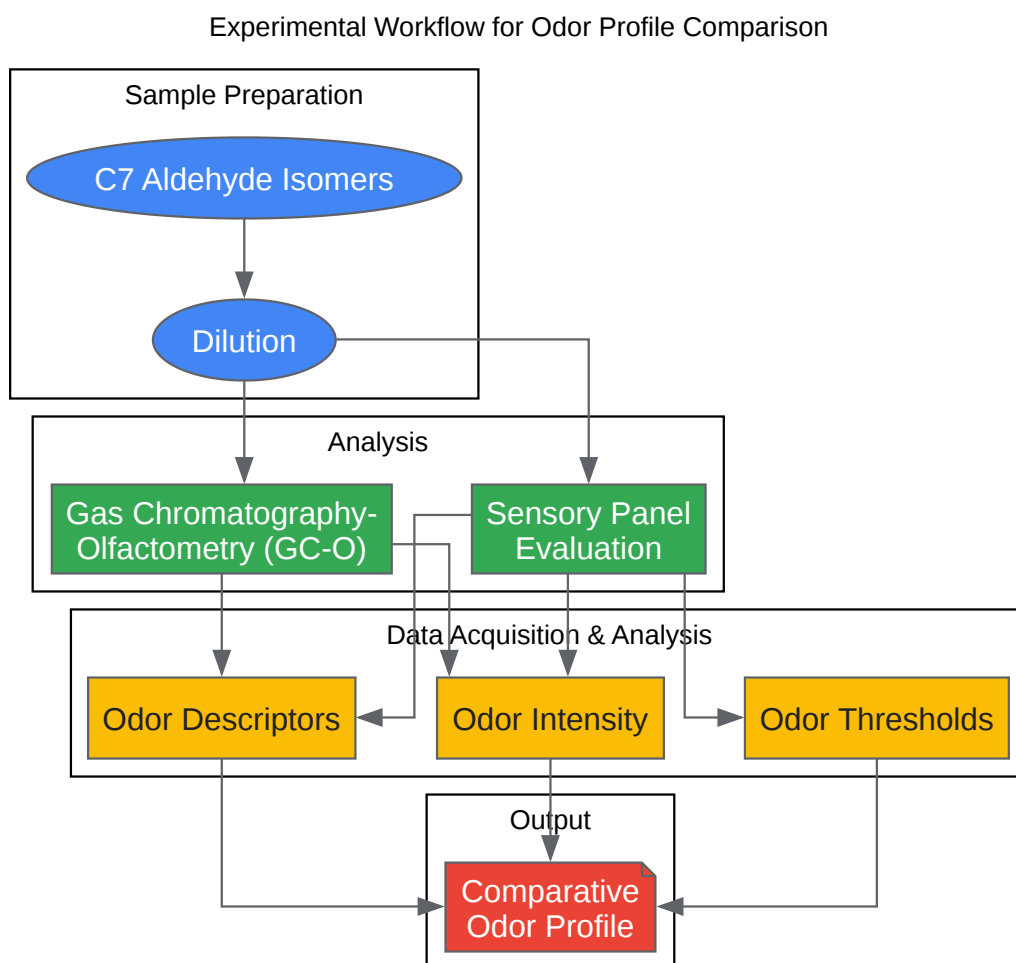 Experimental Workflow for Odor Profile Comparison
Sample Preparation
C7 Aldehyde Isomers
Dilution
Analysis
Gas Chromatography-
Olfactometry (GC-O)
Sensory Panel
Evaluation
Data Acquisition & Analysis
Odor Descriptors
Odor Intensity
Odor Thresholds
Output
Comparative
Odor Profile